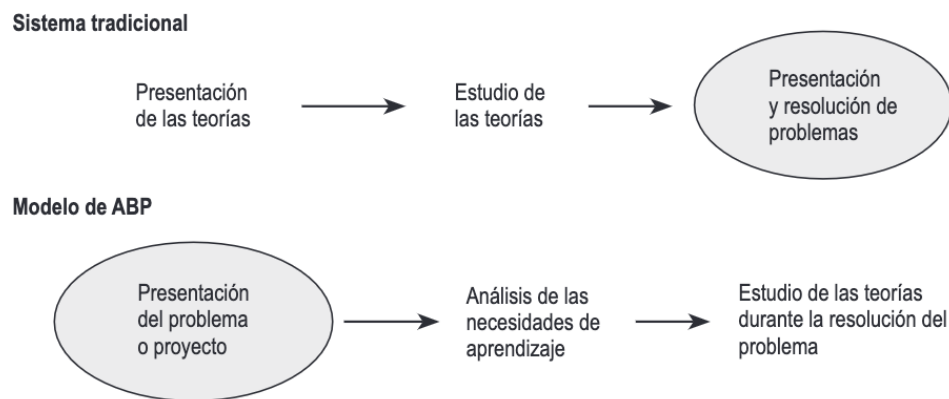 Sistema tradicional
Presentación
de las teorías
Estudio de
las teorías
Presentación
y resolución de
problemas
Modelo de ABP
Presentación
del problema
o proyecto
Análisis de las
necesidades de
aprendizaje
Estudio de las teorías
durante la resolución del
problema